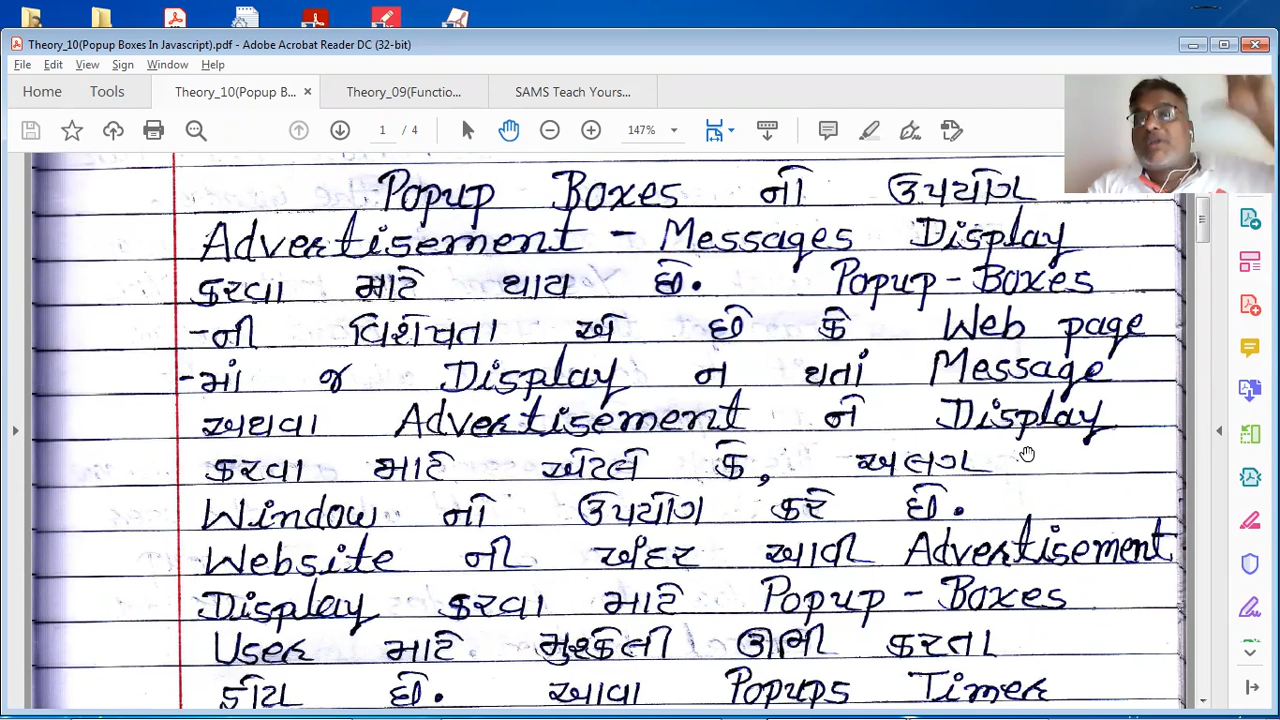 Theory_10(Popup Boxes In Javascript).pdf - Adobe Acrobat Reader DC (32-bit)
File Edit View Sign Window Help
Home Tools Theory_10(Popup B... × Theory_09(Functio... SAMS Teach Yours...
1 / 4 147%
Popup Boxes નો ઉપયોગ
Advertisement - Messages Display
કરવા માટે થાય છે. Popup-Boxes
-ની વિશેષતા એ છે કે Web page
-માં જ Display ન થતાં Message
અથવા Advertisement ને Display
કરવા માટે એટલે કે, અલગ
Window નો ઉપયોગ કરે છે.
Website ની અંદર આવી Advertisement
Display કરવા માટે Popup-Boxes
User માટે મુશ્કેલી ઊભી કરતા
હોય છે. આવા Popups Timer